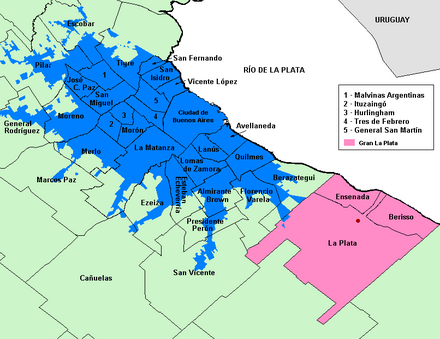 Escobar
URUGUAY
Pilar
Tigre
San Fernando
San
Isidro
RÍO DE LA PLATA
José
C. Paz
1
Vicente López
San
Miguel
5
1 - Malvinas Argentinas
2 - Ituzaingó
3 - Hurlingham
4 - Tres de Febrero
5 - General San Martín
Gran La Plata
General
Rodríguez
Moreno
2
3
4
Ciudad de
Buenos Aires
Morón
Avellaneda
Merlo
La Matanza
Lanús
Quilmes
Lomas
de Zamora
Marcos Paz
Berazategui
Esteban
Echeverría
Almirante
Brown
Florencio
Varela
Ezeiza
Ensenada
Berisso
Presidente
Perón
La Plata
San Vicente
Cañuelas